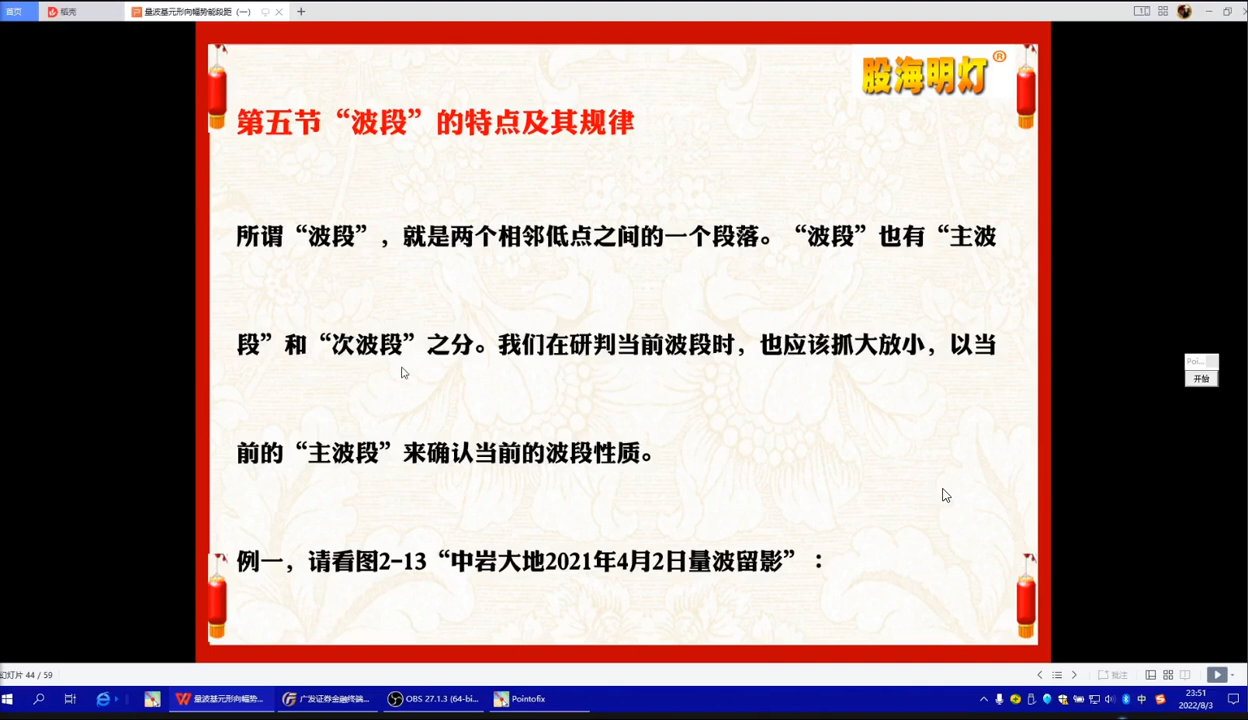 首页
稻壳
量波基元形向幅势能段距（一）
股海明灯®
第五节“波段”的特点及其规律
所谓“波段”，就是两个相邻低点之间的一个段落。“波段”也有“主波
段”和“次波段”之分。我们在研判当前波段时，也应该抓大放小，以当
前的“主波段”来确认当前的波段性质。
例一，请看图2-13“中岩大地2021年4月2日量波留影”：
Poi...
开始
幻灯片 44 / 59
批注
量波基元形向幅势...
广发证券金融终端...
OBS 27.1.3 (64-bi...
Pointofix
中
23:51
2022/8/3